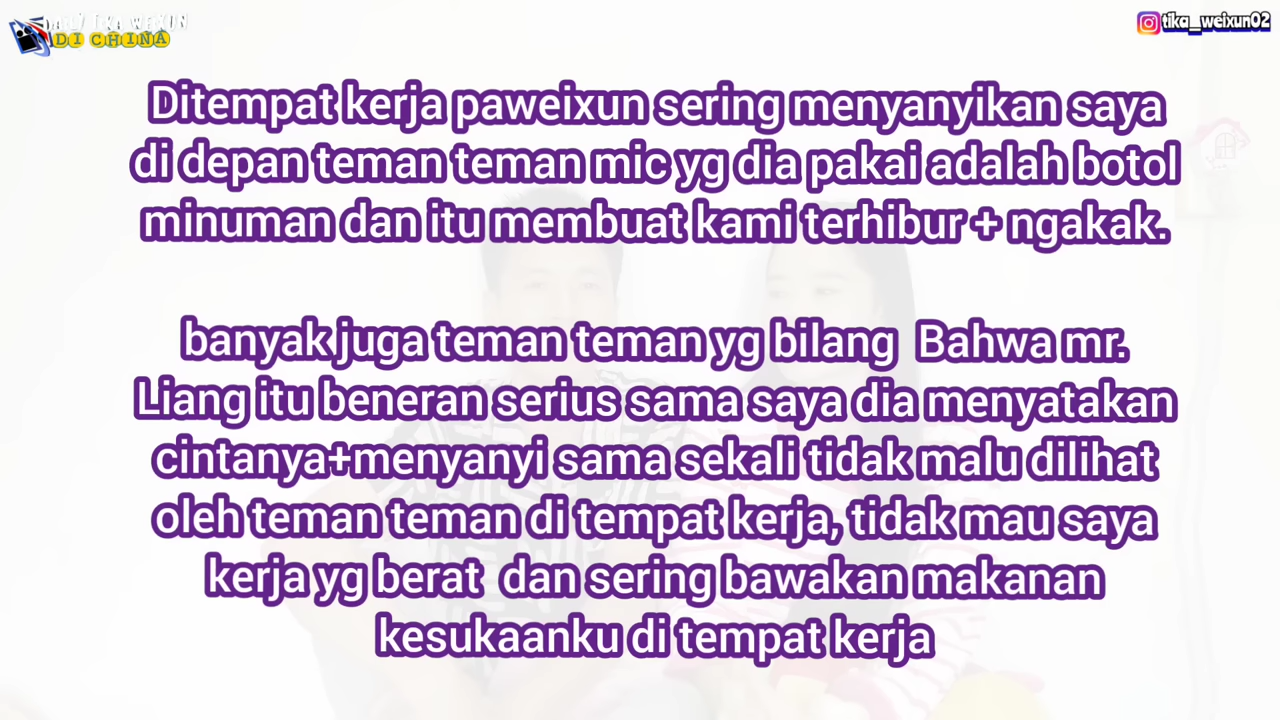 DAILY TIKA WEIXUN
DI CHINA
tika_weixun02
Ditempat kerja paweixun sering menyanyikan saya
di depan teman teman mic yg dia pakai adalah botol
minuman dan itu membuat kami terhibur + ngakak.
banyak juga teman teman yg bilang Bahwa mr.
Liang itu beneran serius sama saya dia menyatakan
cintanya+menyanyi sama sekali tidak malu dilihat
oleh teman teman di tempat kerja, tidak mau saya
kerja yg berat dan sering bawakan makanan
kesukaanku di tempat kerja